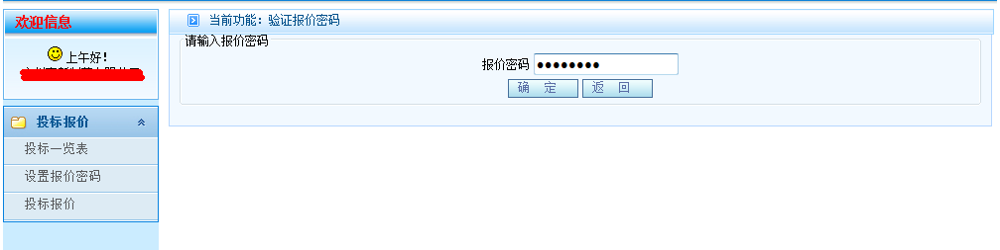 欢迎信息
上午好！
投标报价
投标一览表
设置报价密码
投标报价
当前功能：验证报价密码
请输入报价密码
报价密码 ●●●●●●●●
确 定 返 回